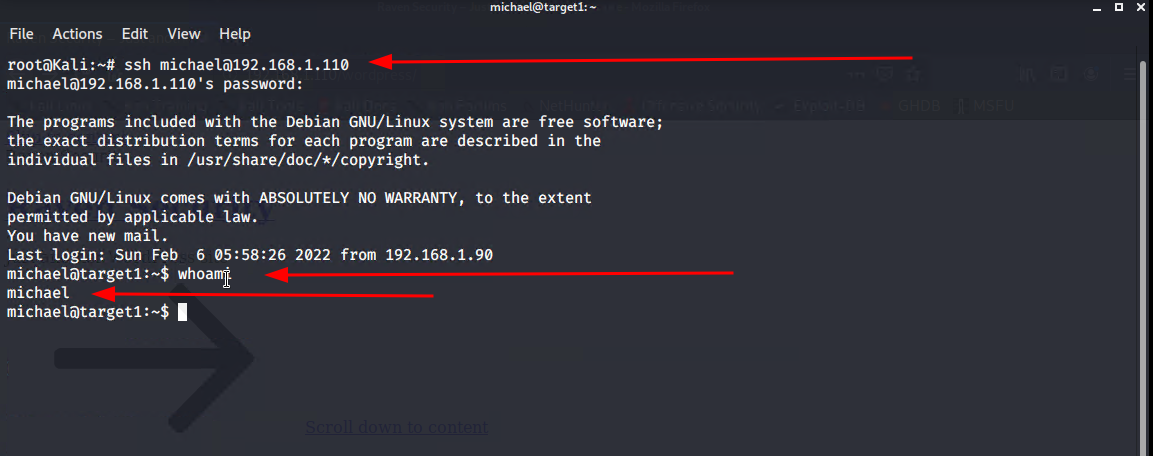 michael@target1: ~
File Actions Edit View Help
root@Kali:~# ssh michael@192.168.1.110
michael@192.168.1.110's password:
The programs included with the Debian GNU/Linux system are free software;
the exact distribution terms for each program are described in the
individual files in /usr/share/doc/*/copyright.
Debian GNU/Linux comes with ABSOLUTELY NO WARRANTY, to the extent
permitted by applicable law.
You have new mail.
Last login: Sun Feb  6 05:58:26 2022 from 192.168.1.90
michael@target1:~$ whoami
michael
michael@target1:~$
Scroll down to content